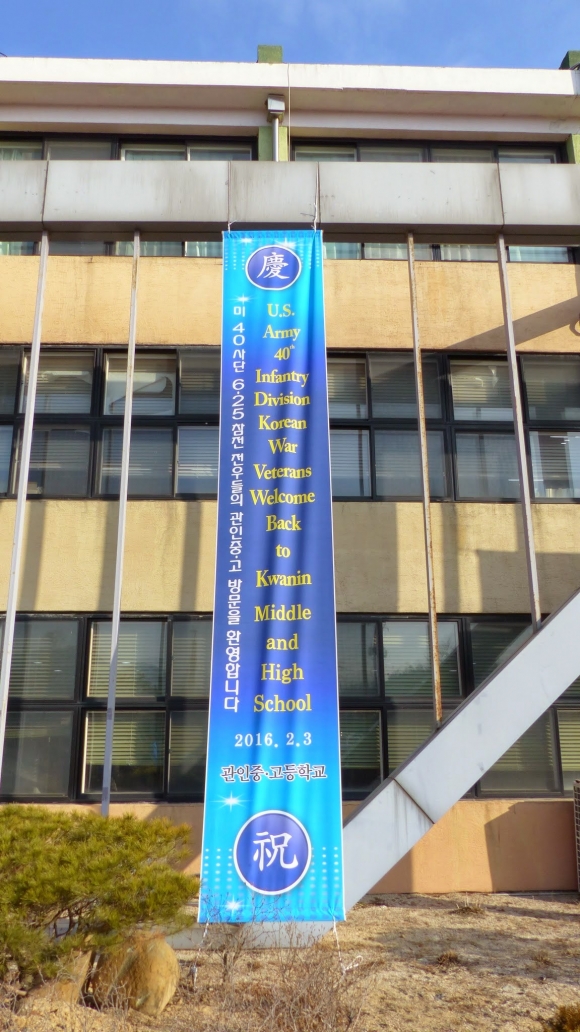 慶
미 40사단 6·25 참전 전우들의 관인중·고 방문을 환영합니다
U.S.
Army
40th
Infantry
Division
Korean
War
Veterans
Welcome
Back
to
Kwanin
Middle
and
High
School
2016. 2. 3
관인중·고등학교
祝